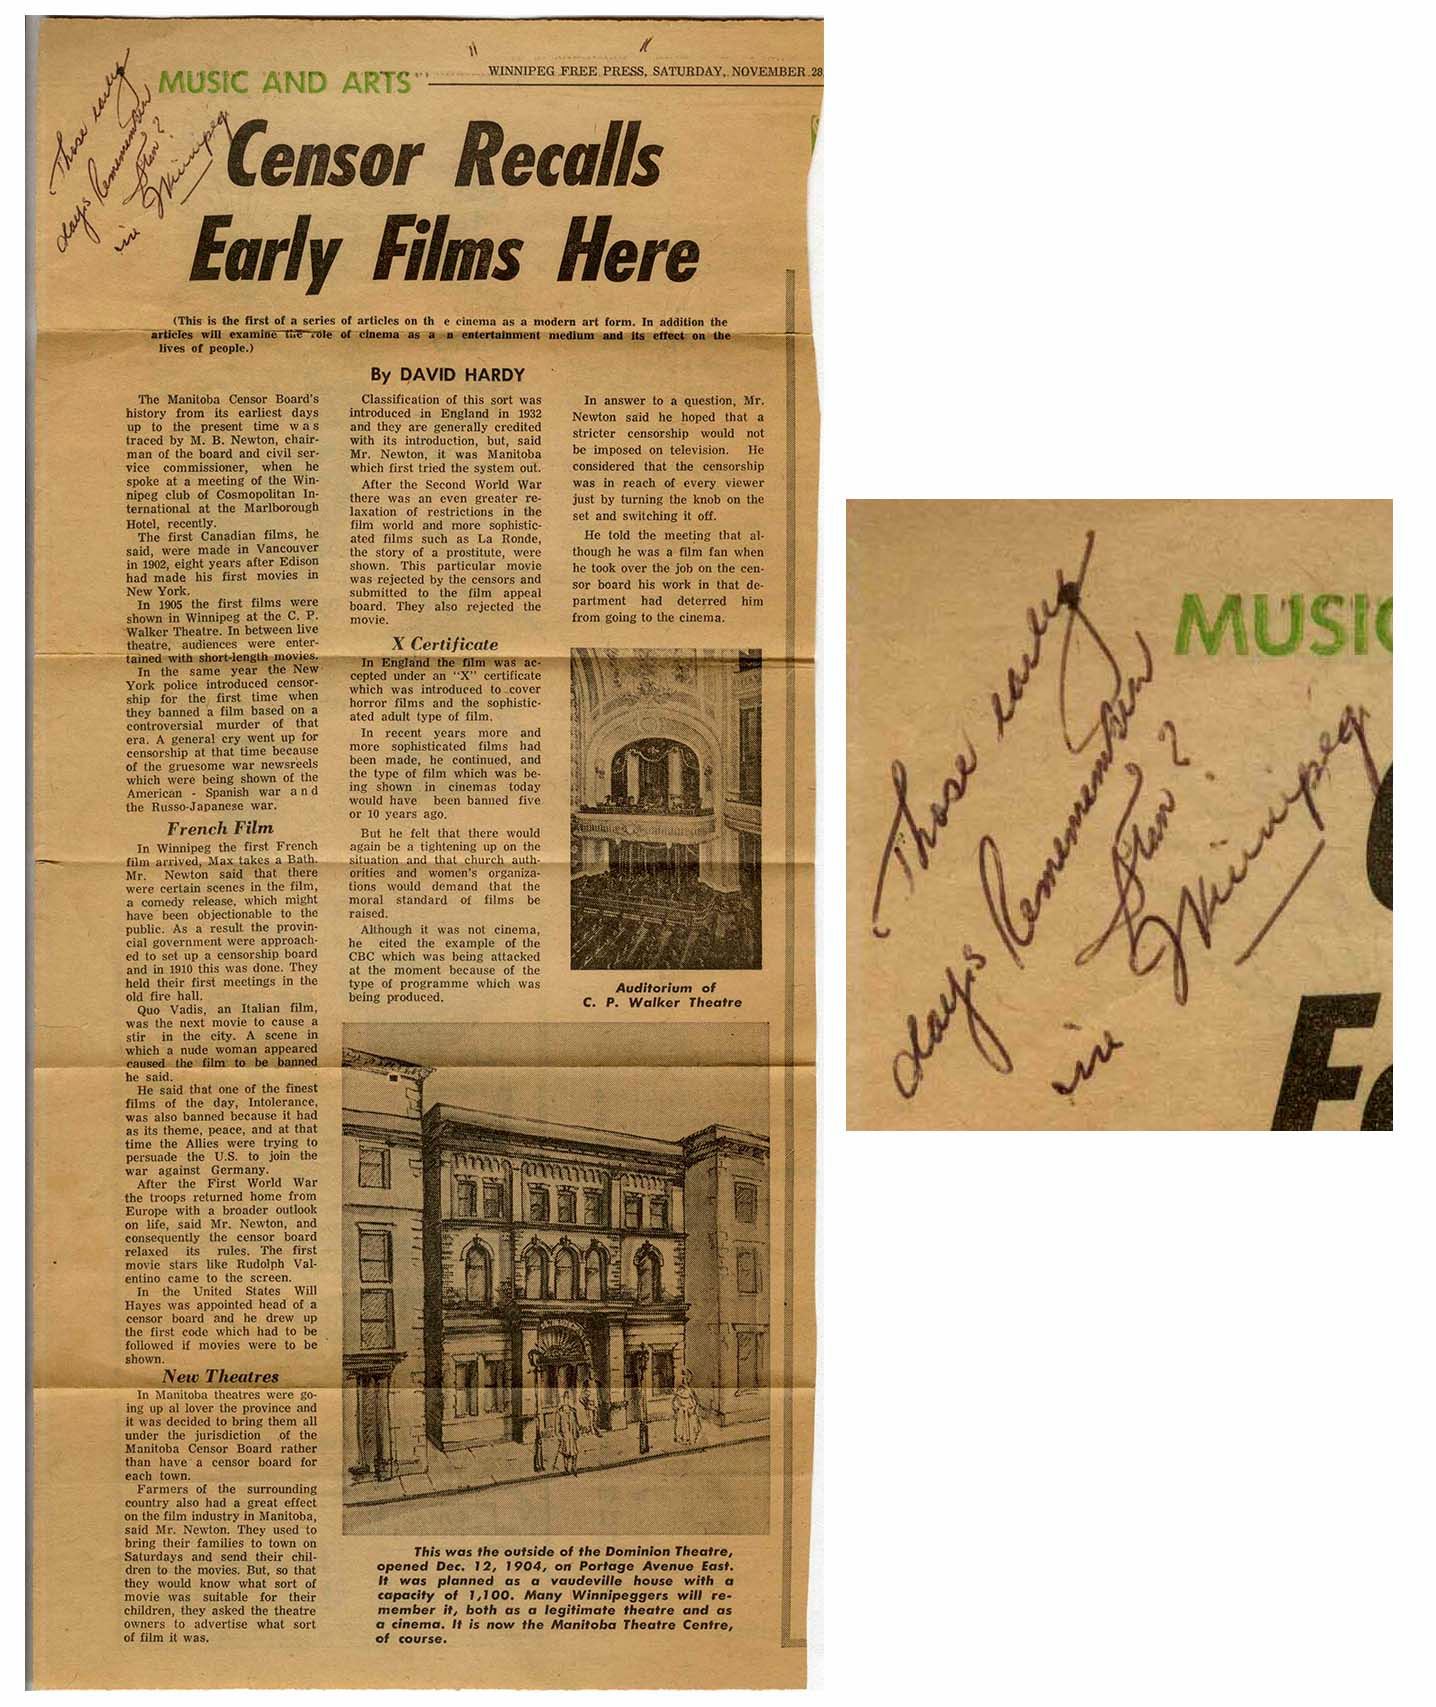 MUSIC AND ARTS
WINNIPEG FREE PRESS, SATURDAY, NOVEMBER 28,
Those early
days Rememember
Stan?
in Winnipeg
Censor Recalls
Early Films Here
(This is the first of a series of articles on th e cinema as a modern art form. In addition the
articles will examine the role of cinema as a n entertainment medium and its effect on the
lives of people.)
By DAVID HARDY
The Manitoba Censor Board's
history from its earliest days
up to the present time was
traced by M. B. Newton, chair-
man of the board and civil ser-
vice commissioner, when he
spoke at a meeting of the Win-
nipeg club of Cosmopolitan In-
ternational at the Marlborough
Hotel, recently.
The first Canadian films, he
said, were made in Vancouver
in 1902, eight years after Edison
had made his first movies in
New York.
In 1905 the first films were
shown in Winnipeg at the C. P.
Walker Theatre. In between live
theatre, audiences were enter-
tained with short-length movies.
In the same year the New
York police introduced censor-
ship for the first time when
they banned a film based on a
controversial murder of that
era. A general cry went up for
censorship at that time because
of the gruesome war newsreels
which were being shown of the
American - Spanish war and
the Russo-Japanese war.
French Film
In Winnipeg the first French
film arrived, Max takes a Bath.
Mr. Newton said that there
were certain scenes in the film,
a comedy release, which might
have been objectionable to the
public. As a result the provin-
cial government were approach-
ed to set up a censorship board
and in 1910 this was done. They
held their first meetings in the
old fire hall.
Quo Vadis, an Italian film,
was the next movie to cause a
stir in the city. A scene in
which a nude woman appeared
caused the film to be banned
he said.
He said that one of the finest
films of the day, Intolerance,
was also banned because it had
as its theme, peace, and at that
time the Allies were trying to
persuade the U.S. to join the
war against Germany.
After the First World War
the troops returned home from
Europe with a broader outlook
on life, said Mr. Newton, and
consequently the censor board
relaxed its rules. The first
movie stars like Rudolph Val-
entino came to the screen.
In the United States Will
Hayes was appointed head of a
censor board and he drew up
the first code which had to be
followed if movies were to be
shown.
New Theatres
In Manitoba theatres were go-
ing up al lover the province and
it was decided to bring them all
under the jurisdiction of the
Manitoba Censor Board rather
than have a censor board for
each town.
Farmers of the surrounding
country also had a great effect
on the film industry in Manitoba,
said Mr. Newton. They used to
bring their families to town on
Saturdays and send their chil-
dren to the movies. But, so that
they would know what sort of
movie was suitable for their
children, they asked the theatre
owners to advertise what sort
of film it was.
Classification of this sort was
introduced in England in 1932
and they are generally credited
with its introduction, but, said
Mr. Newton, it was Manitoba
which first tried the system out.
After the Second World War
there was an even greater re-
laxation of restrictions in the
film world and more sophistic-
ated films such as La Ronde,
the story of a prostitute, were
shown. This particular movie
was rejected by the censors and
submitted to the film appeal
board. They also rejected the
movie.
X Certificate
In England the film was ac-
cepted under an "X" certificate
which was introduced to cover
horror films and the sophistic-
ated adult type of film.
In recent years more and
more sophisticated films had
been made, he continued, and
the type of film which was be-
ing shown in cinemas today
would have been banned five
or 10 years ago.
But he felt that there would
again be a tightening up on the
situation and that church auth-
orities and women's organiza-
tions would demand that the
moral standard of films be
raised.
Although it was not cinema,
he cited the example of the
CBC which was being attacked
at the moment because of the
type of programme which was
being produced.
In answer to a question, Mr.
Newton said he hoped that a
stricter censorship would not
be imposed on television. He
considered that the censorship
was in reach of every viewer
just by turning the knob on the
set and switching it off.
He told the meeting that al-
though he was a film fan when
he took over the job on the cen-
sor board his work in that de-
partment had deterred him
from going to the cinema.
Auditorium of
C. P. Walker Theatre
This was the outside of the Dominion Theatre,
opened Dec. 12, 1904, on Portage Avenue East.
It was planned as a vaudeville house with a
capacity of 1,100. Many Winnipeggers will re-
member it, both as a legitimate theatre and as
a cinema. It is now the Manitoba Theatre Centre,
of course.
MUSIC
Those early
days Rememember
Stan?
in Winnipeg